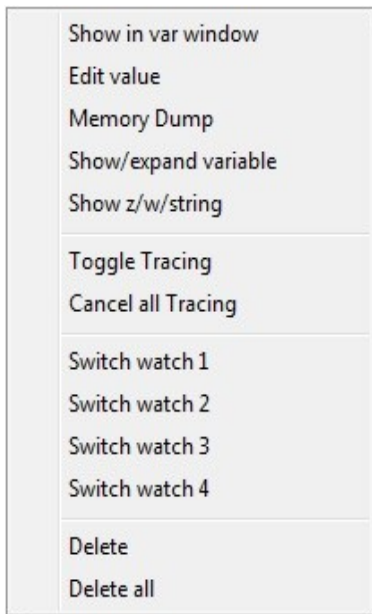 Show in var window
Edit value
Memory Dump
Show/expand variable
Show z/w/string
Toggle Tracing
Cancel all Tracing
Switch watch 1
Switch watch 2
Switch watch 3
Switch watch 4
Delete
Delete all